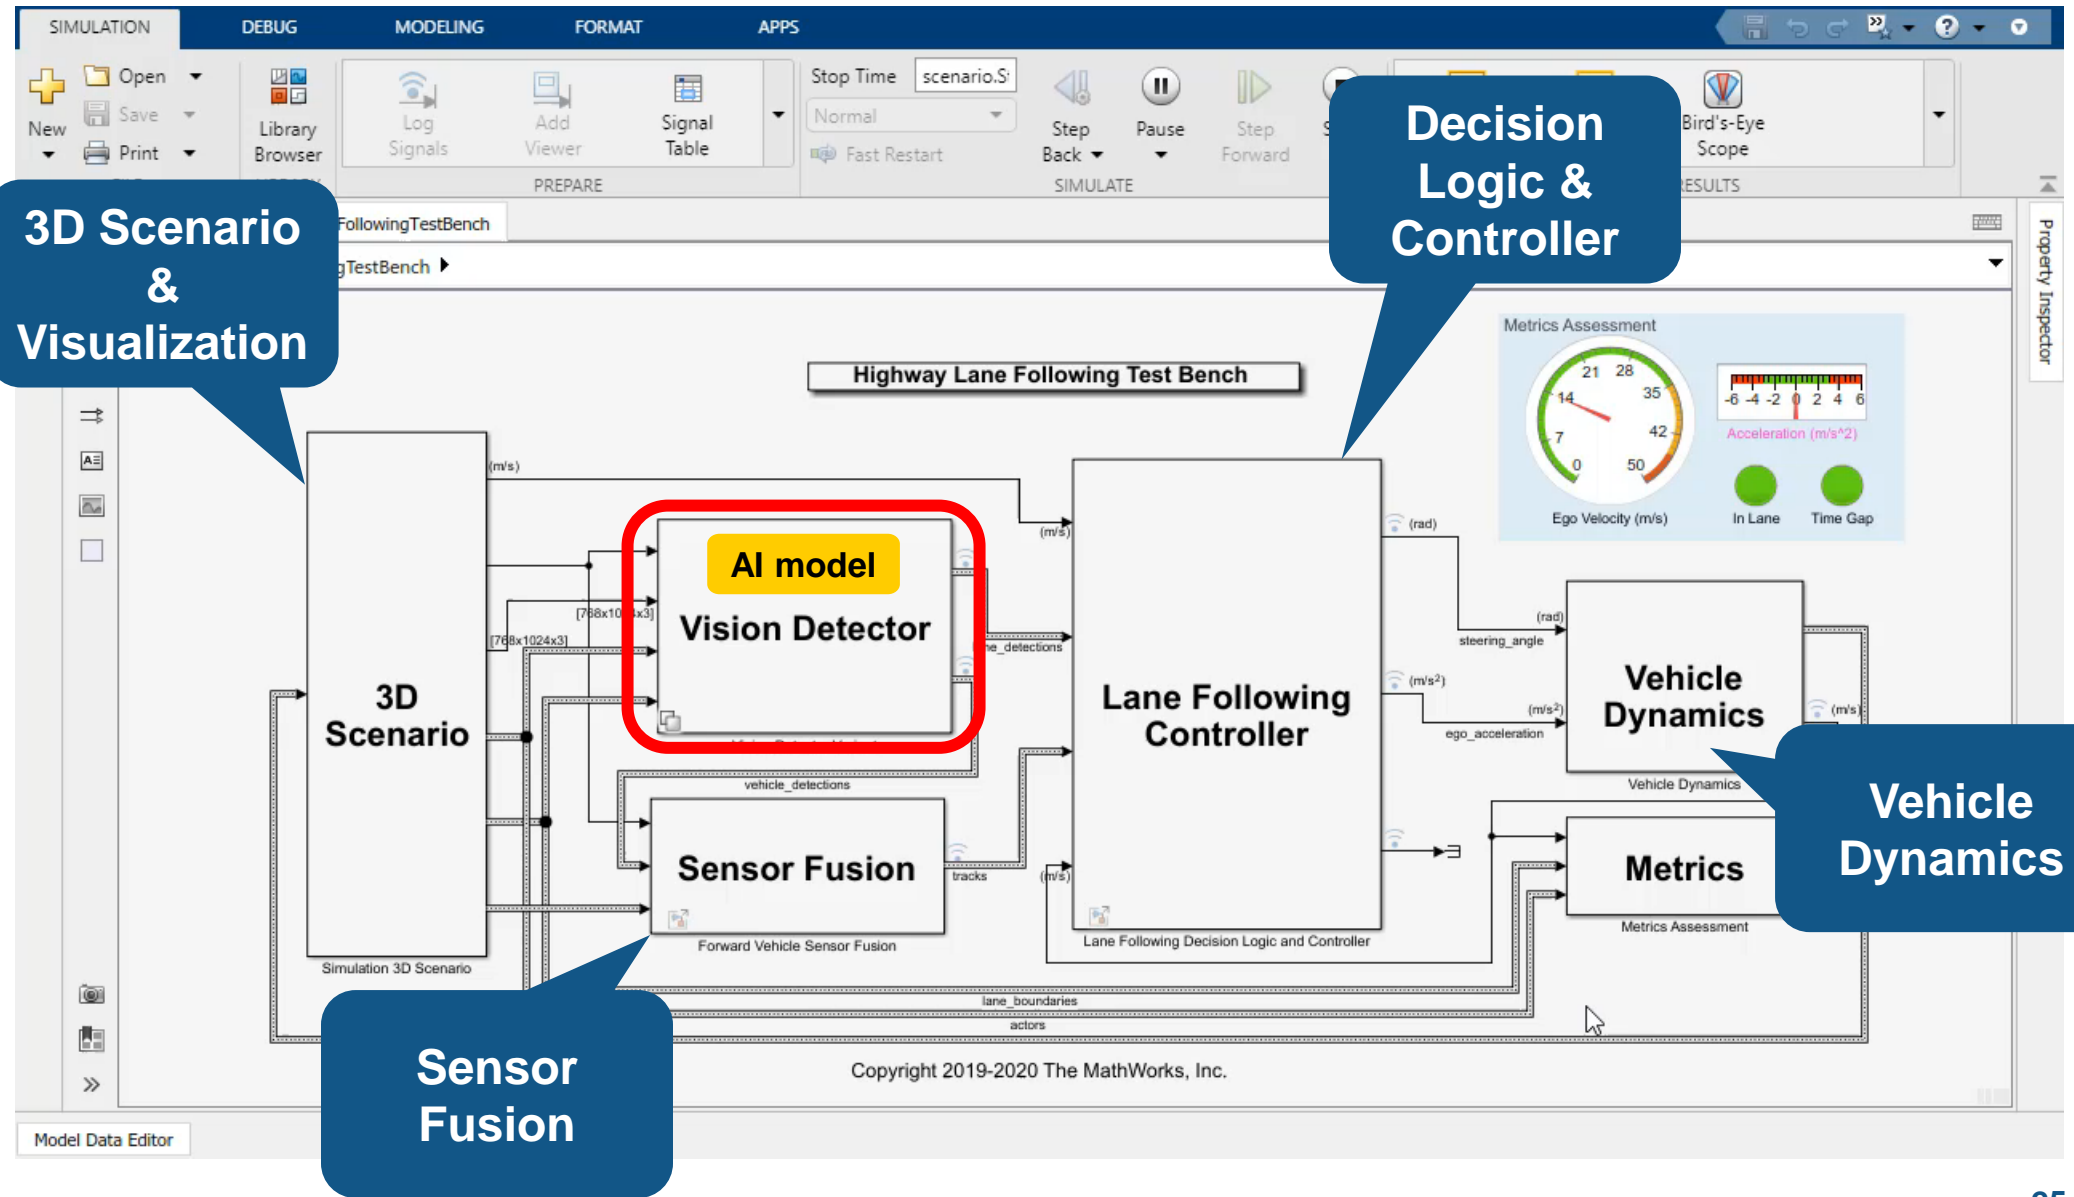 SIMULATION DEBUG MODELING FORMAT APPS
New
Open
Save
Print
Library
Browser
Log
Signals
Add
Viewer
Signal
Table
PREPARE
Stop Time scenario.S
Normal
Fast Restart
Step
Back
Pause
Step
Forward
SIMULATE
Bird's-Eye
Scope
RESULTS
Property Inspector
FollowingTestBench
gTestBench
3D Scenario
&
Visualization
Decision
Logic &
Controller
Highway Lane Following Test Bench
Metrics Assessment
0 7 14 21 28 35 42 50
Ego Velocity (m/s)
-6 -4 -2 0 2 4 6
Acceleration (m/s^2)
In Lane
Time Gap
(m/s)
[768x1024x3]
3D
Scenario
Simulation 3D Scenario
AI model
Vision Detector
vehicle_detections
Sensor Fusion
Forward Vehicle Sensor Fusion
tracks
(m/s)
detections
(m/s)
Lane Following
Controller
Lane Following Decision Logic and Controller
(rad)
(m/s²)
(rad)
steering_angle
(m/s²)
ego_acceleration
Vehicle
Dynamics
Vehicle Dynamics
(m/s)
Metrics
Metrics Assessment
Vehicle
Dynamics
lane_boundaries
actors
Sensor
Fusion
Copyright 2019-2020 The MathWorks, Inc.
Model Data Editor